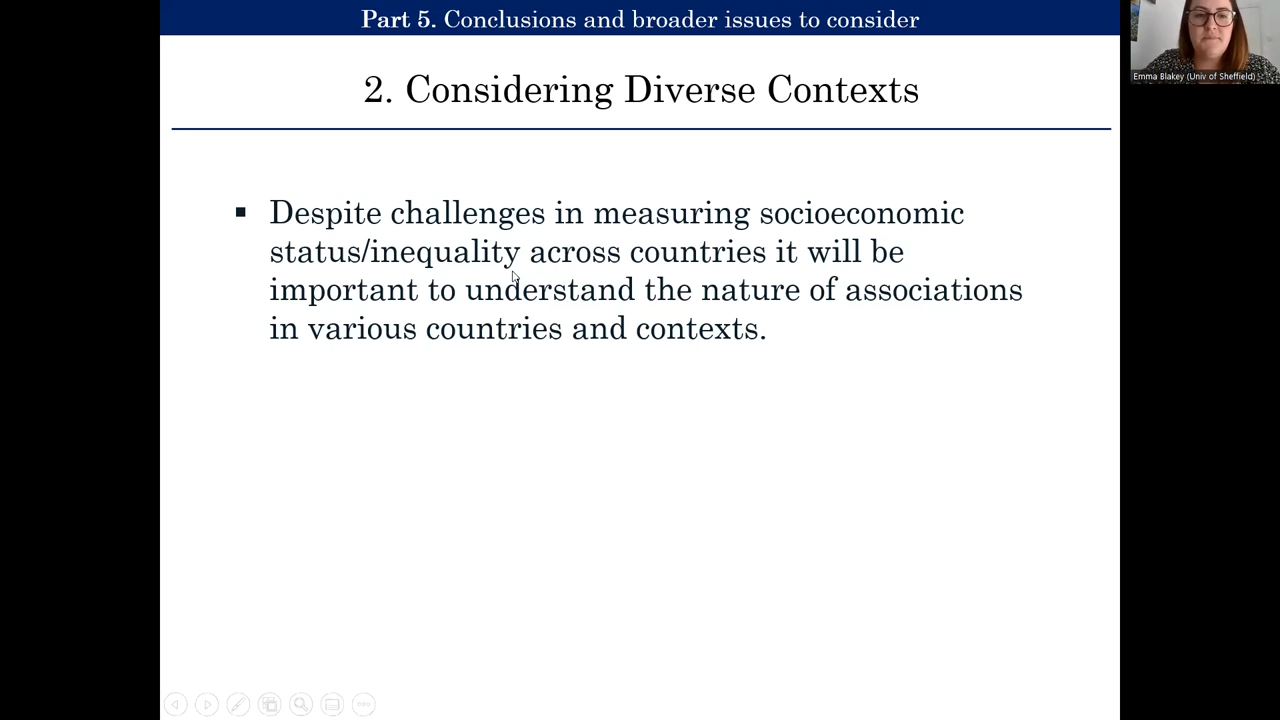 Part 5. Conclusions and broader issues to consider
Emma Blakey (Univ of Sheffield)
2. Considering Diverse Contexts
▪ Despite challenges in measuring socioeconomic
status/inequality across countries it will be
important to understand the nature of associations
in various countries and contexts.